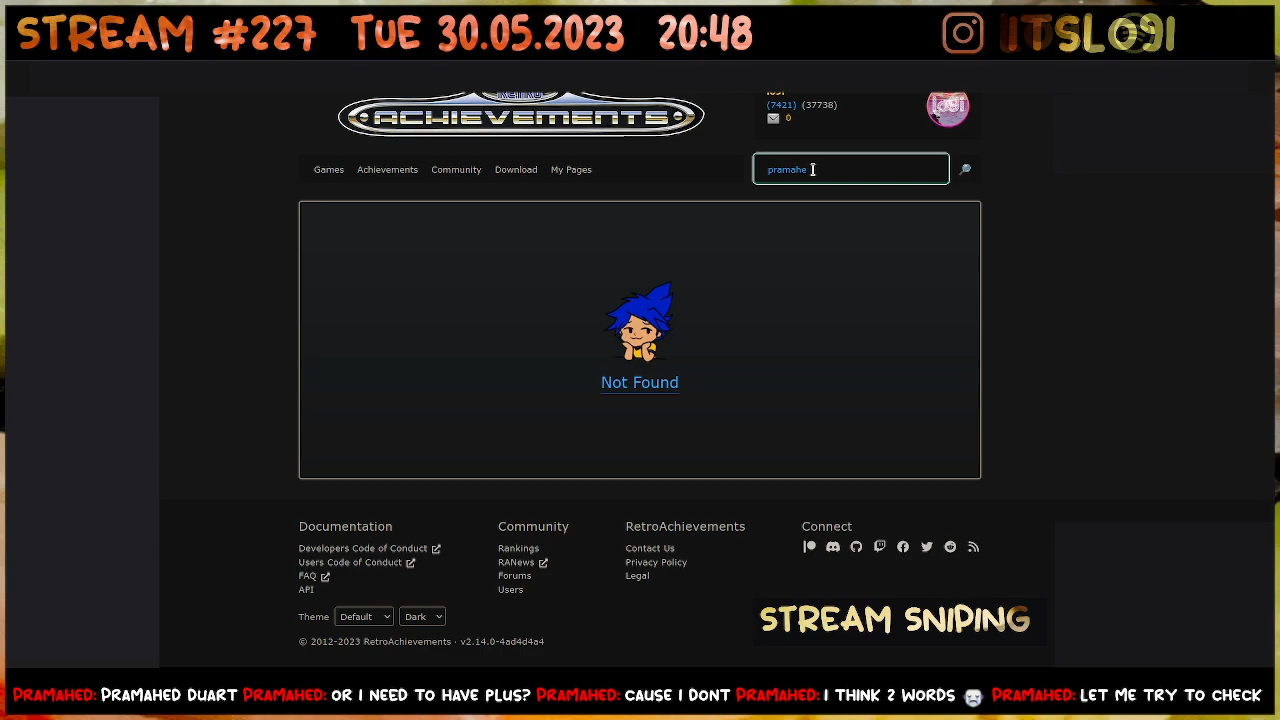 STREAM #227 TUE 30.05.2023 20:48
ITSLO9I
RETRO
ACHIEVEMENTS
lo9i
(7421) (37738)
0
lo9i
Games Achievements Community Download My Pages
pramahe
Not Found
Documentation
Developers Code of Conduct
Users Code of Conduct
FAQ
API
Community
Rankings
RANews
Forums
Users
RetroAchievements
Contact Us
Privacy Policy
Legal
Connect
Theme Default Dark
© 2012-2023 RetroAchievements · v2.14.0-4ad4d4a4
STREAM SNIPING
PRAMAHED: PRAMAHED DUART PRAMAHED: OR I NEED TO HAVE PLUS? PRAMAHED: CAUSE I DONT PRAMAHED: I THINK 2 WORDS PRAMAHED: LET ME TRY TO CHECK